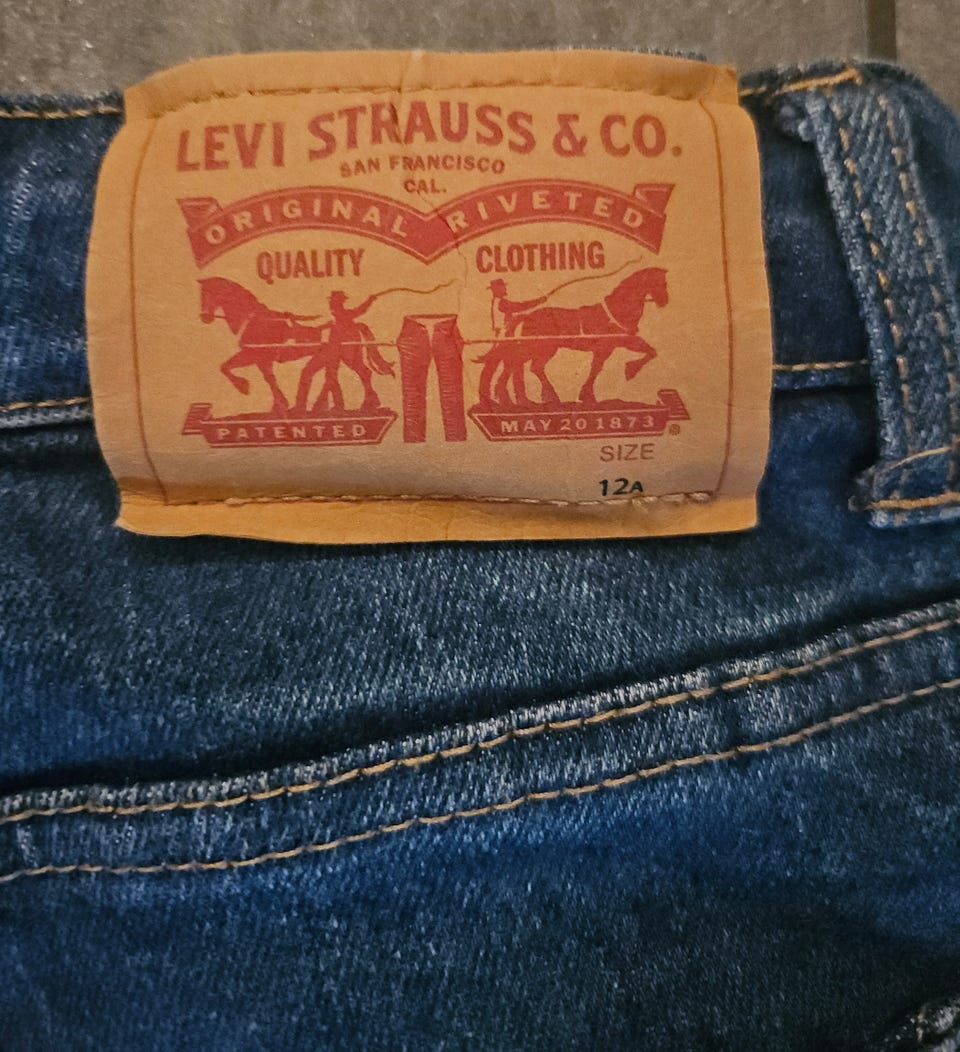 LEVI STRAUSS & CO.
SAN FRANCISCO
CAL.
ORIGINAL RIVETED
QUALITY CLOTHING
PATENTED MAY 20 1873 ®
SIZE
12A